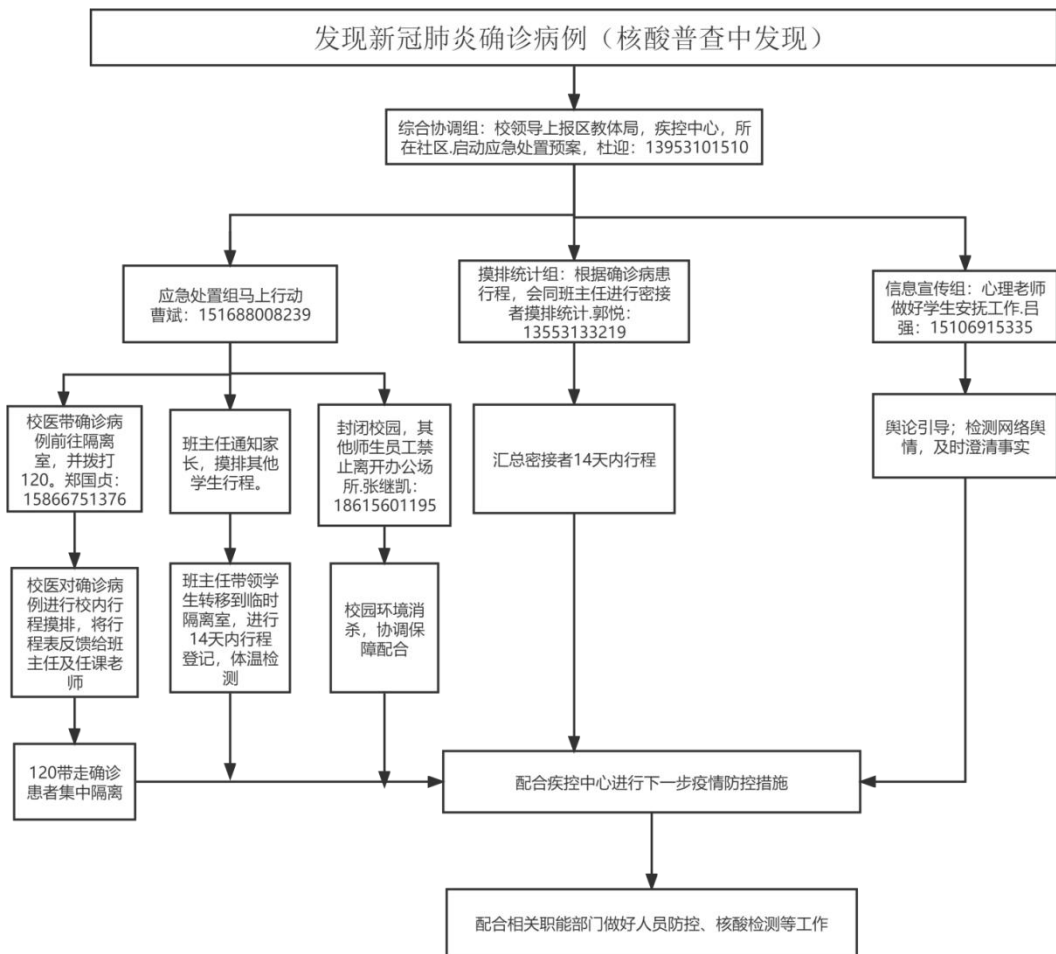 发现新冠肺炎确诊病例（核酸普查中发现）
综合协调组：校领导上报区教体局，疾控中心，所
在社区.启动应急处置预案，杜迎：13953101510
应急处置组马上行动
曹斌：151688008239
摸排统计组：根据确诊病患
行程，会同班主任进行密接
者摸排统计.郭悦：
13553133219
信息宣传组：心理老师
做好学生安抚工作.吕
强：15106915335
校医带确诊病
例前往隔离
室，并拨打
120。郑国贞：
15866751376
班主任通知家
长，摸排其他
学生行程。
封闭校园，其
他师生员工禁
止离开办公场
所.张继凯：
18615601195
汇总密接者14天内行程
舆论引导；检测网络舆
情，及时澄清事实
校医对确诊病
例进行校内行
程摸排，将行
程表反馈给班
主任及任课老
师
班主任带领学
生转移到临时
隔离室，进行
14天内行程
登记，体温检
测
校园环境消
杀，协调保
障配合
120带走确诊
患者集中隔离
配合疾控中心进行下一步疫情防控措施
配合相关职能部门做好人员防控、核酸检测等工作